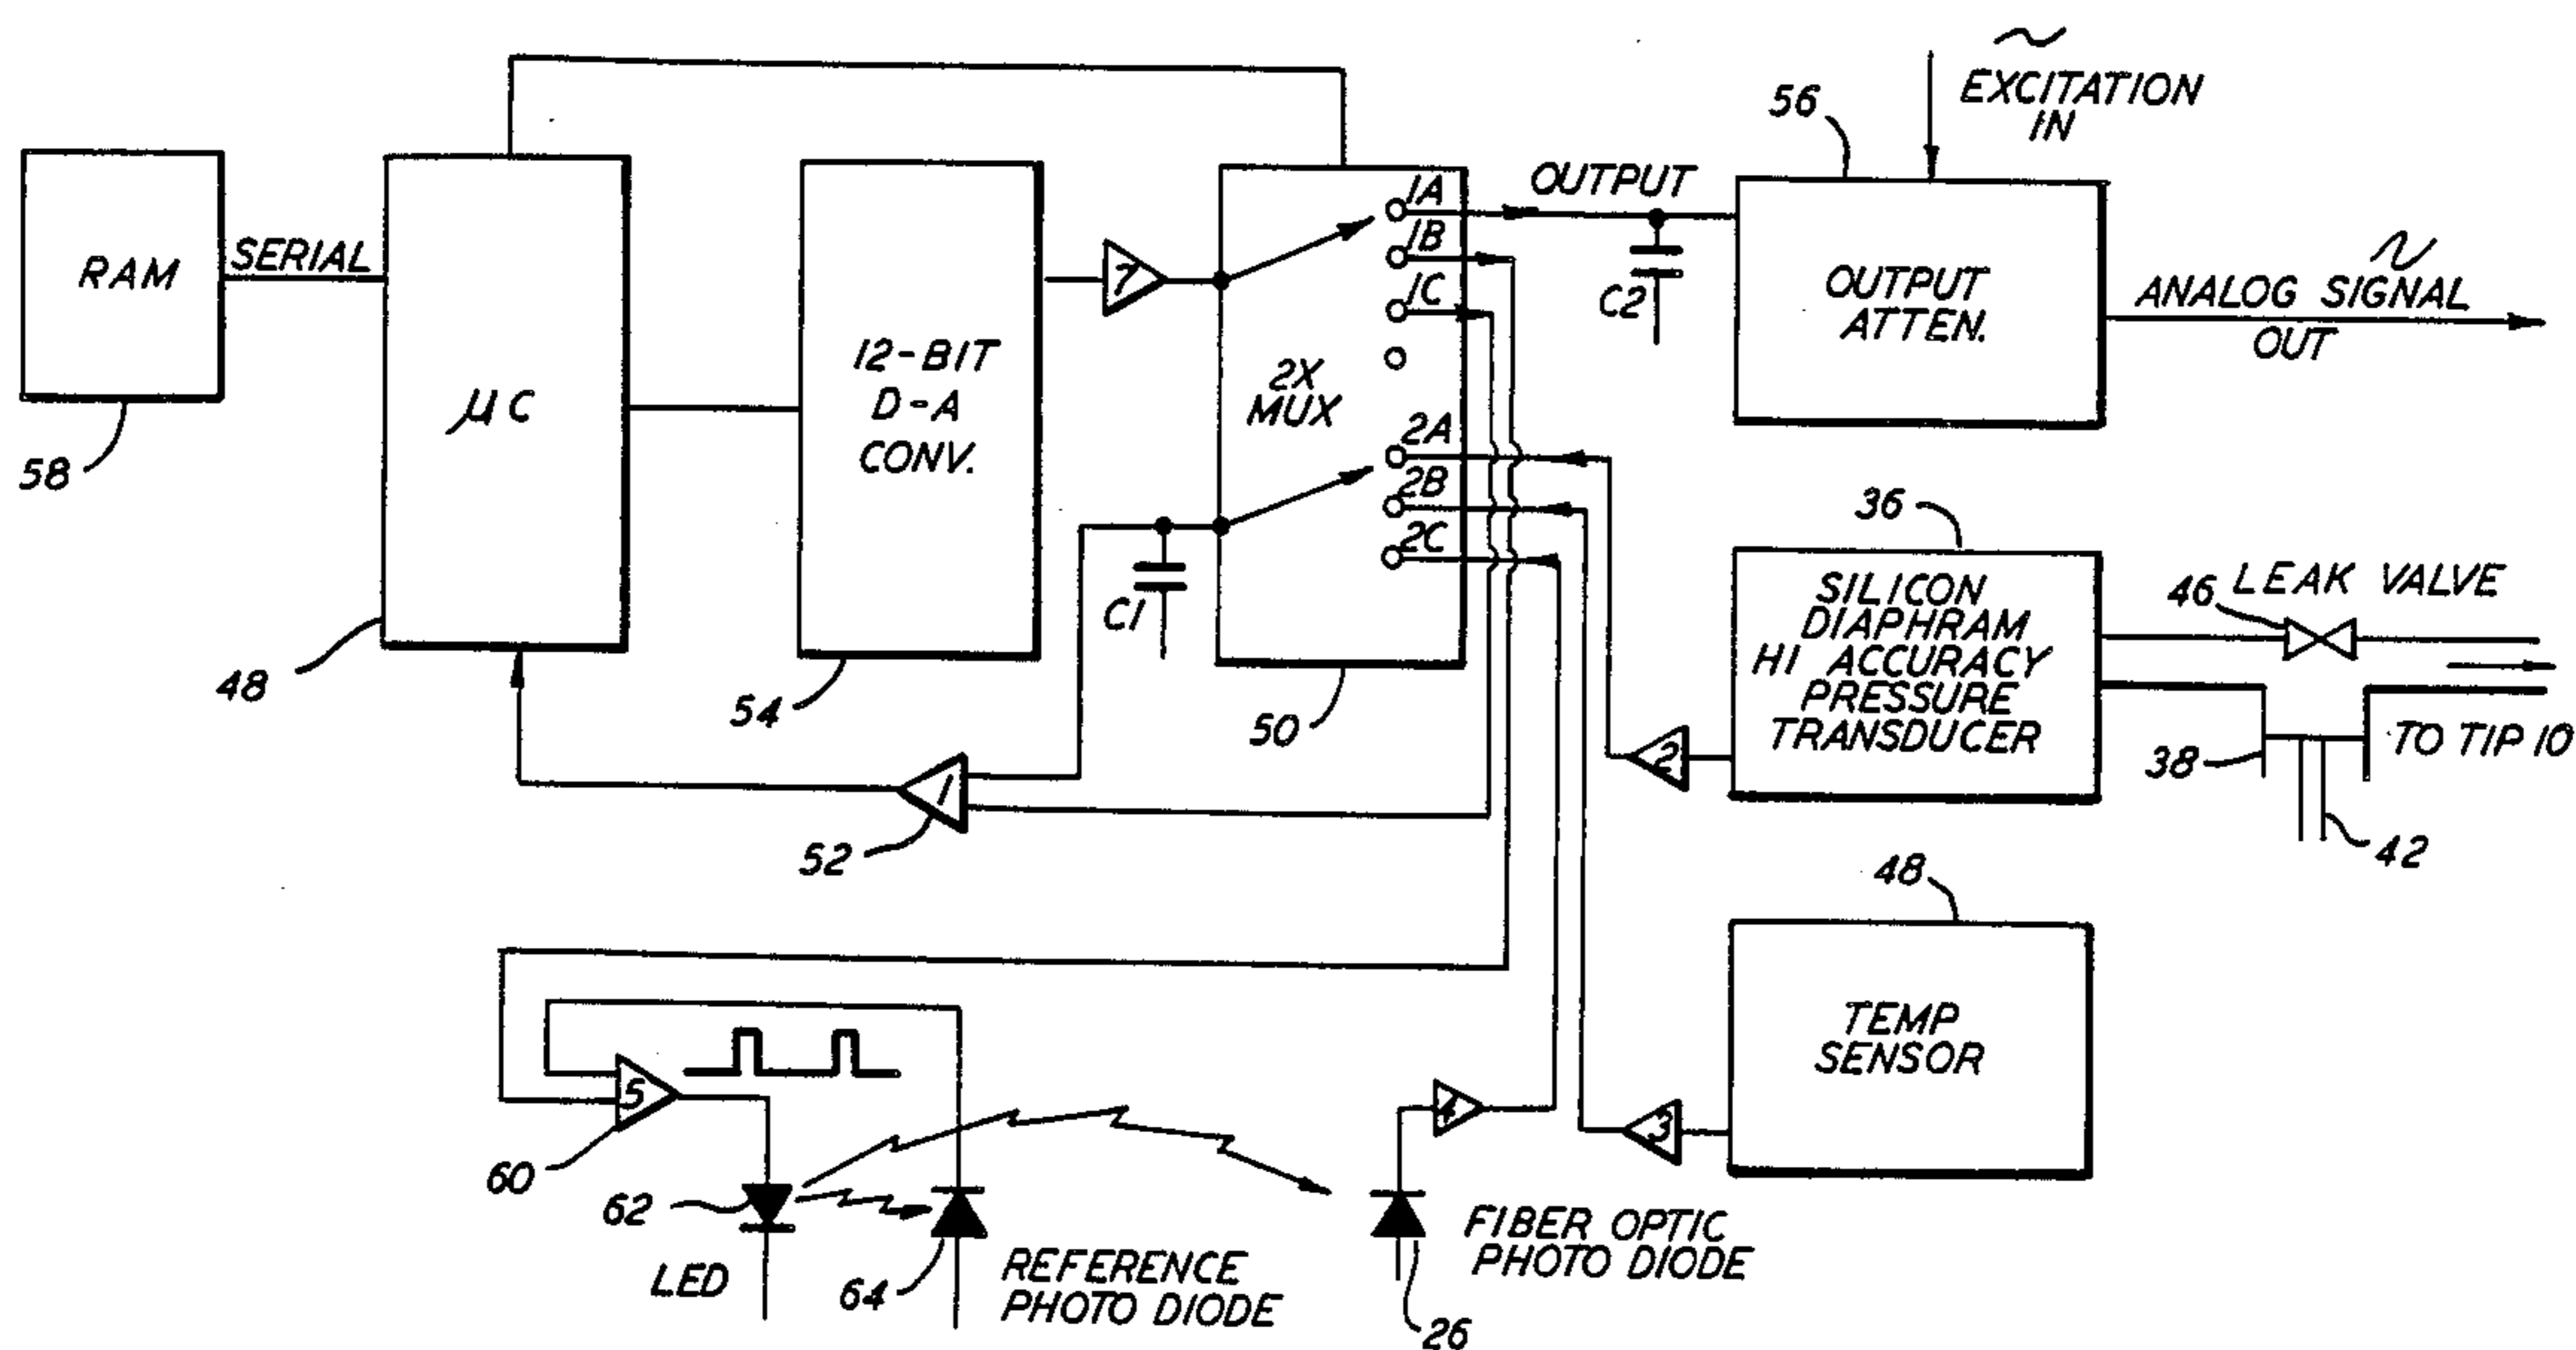 EXCITATION
IN
56
OUTPUT
1A
1B
1C
RAM
SERIAL
58
μC
48
12-BIT
D-A
CONV.
54
7
2X
MUX
50
2A
2B
2C
C1
C2
OUTPUT
ATTEN.
ANALOG SIGNAL
OUT
36
SILICON
DIAPHRAM
HI ACCURACY
PRESSURE
TRANSDUCER
46
LEAK VALVE
38
TO TIP 10
42
1
52
2
48
TEMP
SENSOR
3
5
60
62
LED
64
REFERENCE
PHOTO DIODE
4
FIBER OPTIC
PHOTO DIODE
26